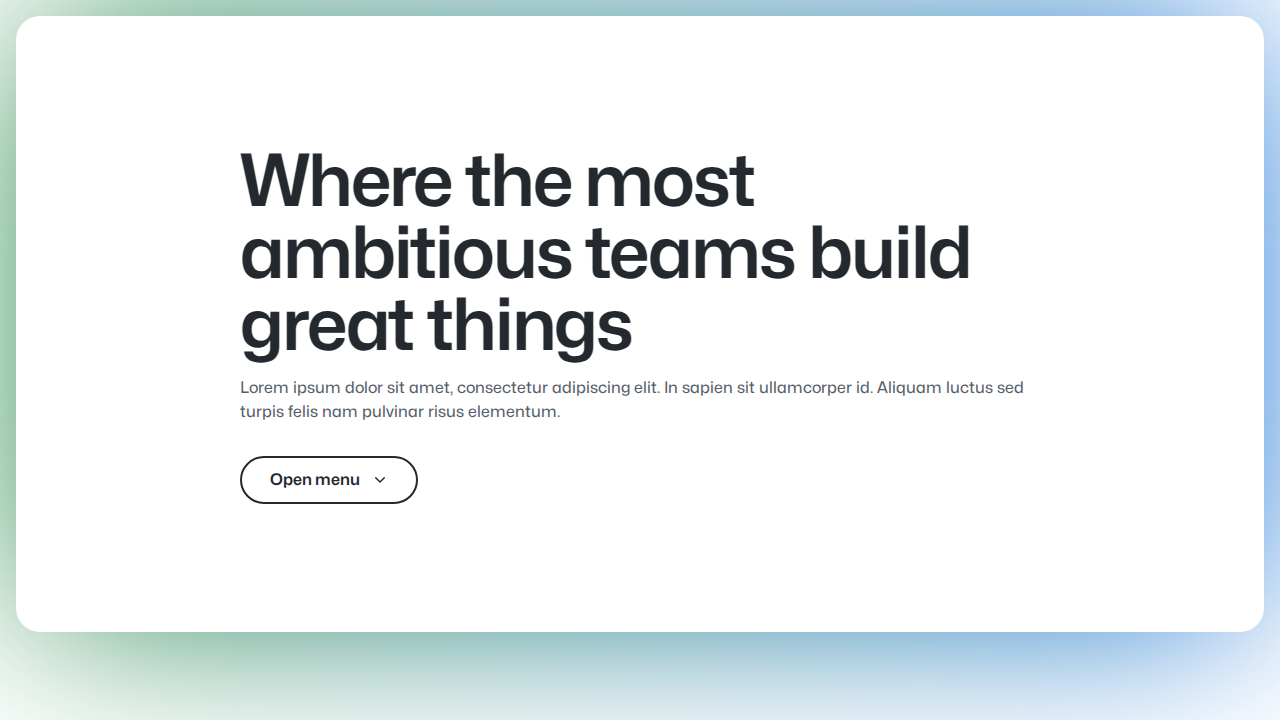 Where the most
ambitious teams build
great things
Lorem ipsum dolor sit amet, consectetur adipiscing elit. In sapien sit ullamcorper id. Aliquam luctus sed
turpis felis nam pulvinar risus elementum.
Open menu